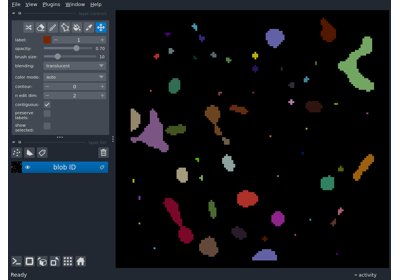 File View Plugins Window Help
label: 1
opacity: 0.70
brush size: 10
blending: translucent
color mode: auto
contour: 0
n edit dim: 2
contiguous:
preserve labels:
show selected:
blob ID
Ready
activity